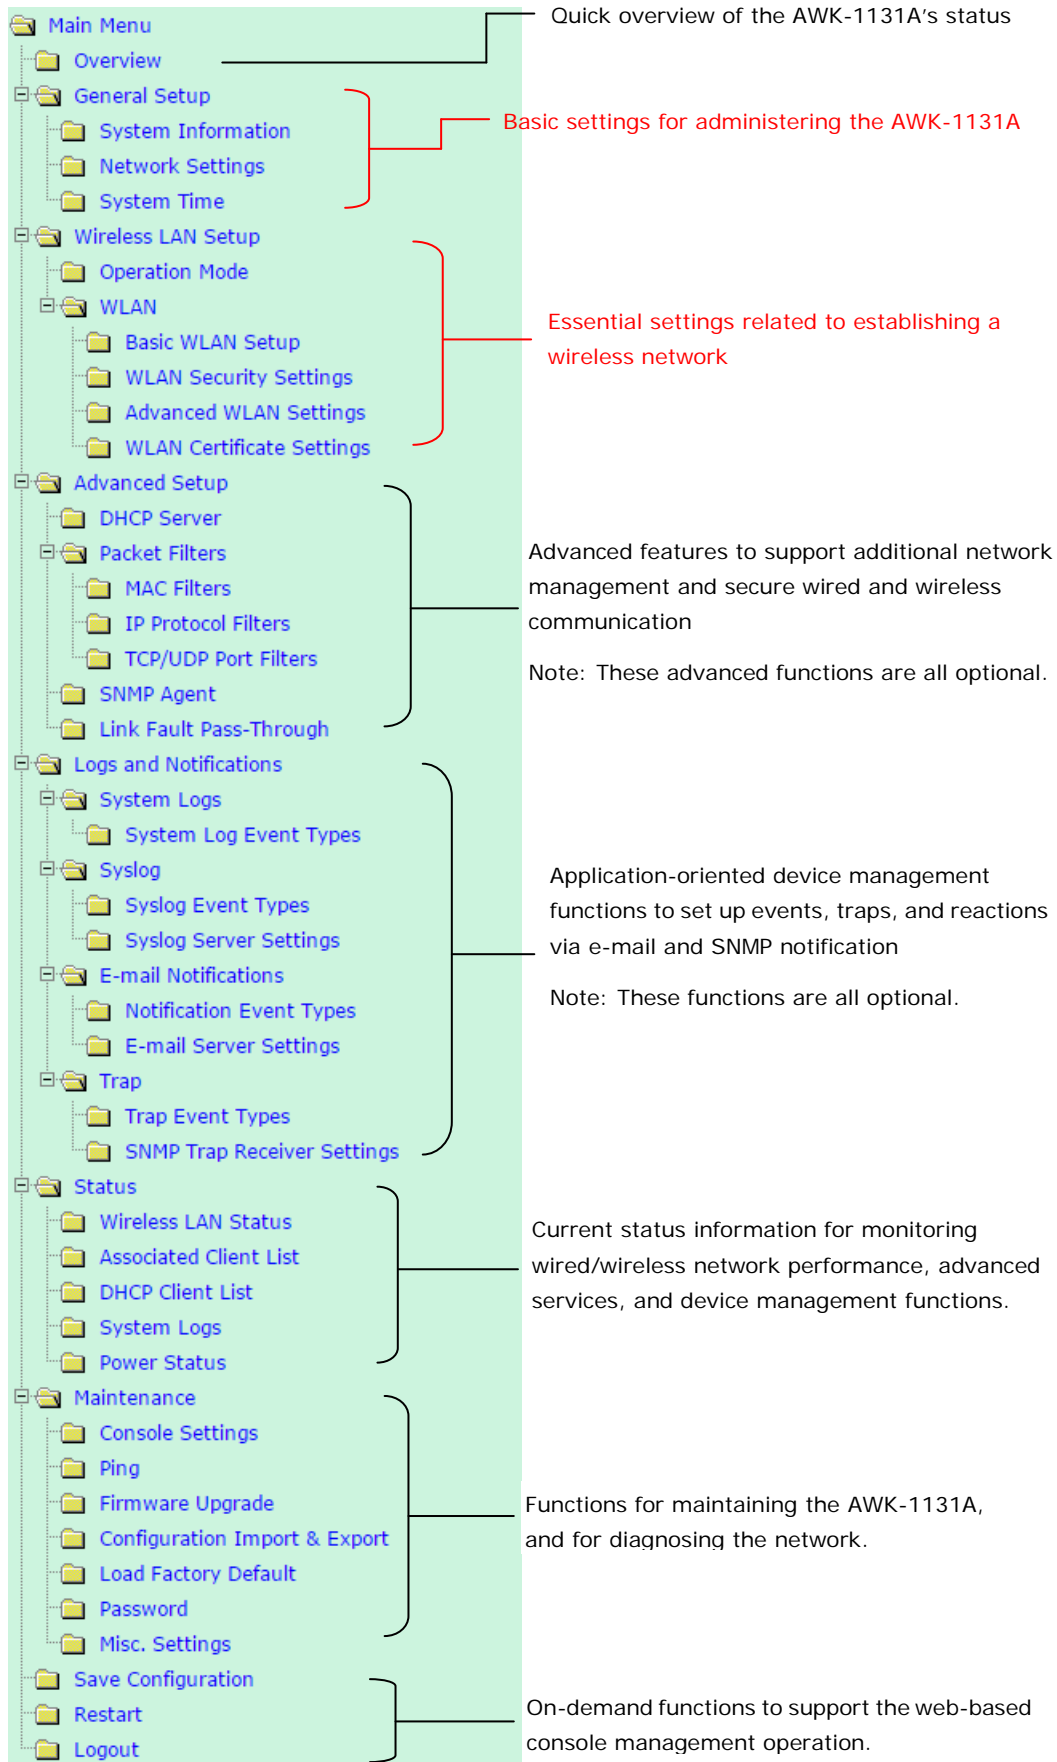 Main Menu
Quick overview of the AWK-1131A's status
Overview
General Setup
System Information
Network Settings
System Time
Basic settings for administering the AWK-1131A
Wireless LAN Setup
Operation Mode
WLAN
Basic WLAN Setup
WLAN Security Settings
Advanced WLAN Settings
WLAN Certificate Settings
Essential settings related to establishing a
wireless network
Advanced Setup
DHCP Server
Packet Filters
MAC Filters
IP Protocol Filters
TCP/UDP Port Filters
SNMP Agent
Link Fault Pass-Through
Advanced features to support additional network
management and secure wired and wireless
communication
Note: These advanced functions are all optional.
Logs and Notifications
System Logs
System Log Event Types
Syslog
Syslog Event Types
Syslog Server Settings
E-mail Notifications
Notification Event Types
E-mail Server Settings
Trap
Trap Event Types
SNMP Trap Receiver Settings
Application-oriented device management
functions to set up events, traps, and reactions
via e-mail and SNMP notification
Note: These functions are all optional.
Status
Wireless LAN Status
Associated Client List
DHCP Client List
System Logs
Power Status
Current status information for monitoring
wired/wireless network performance, advanced
services, and device management functions.
Maintenance
Console Settings
Ping
Firmware Upgrade
Configuration Import & Export
Load Factory Default
Password
Misc. Settings
Functions for maintaining the AWK-1131A,
and for diagnosing the network.
Save Configuration
Restart
Logout
On-demand functions to support the web-based
console management operation.